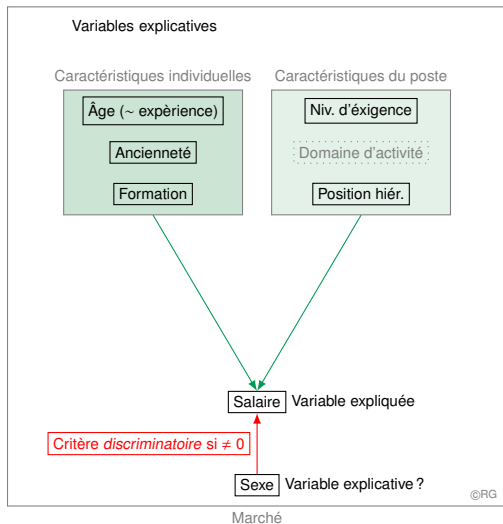 Variables explicatives
Caractéristiques individuelles
Caractéristiques du poste
Âge (~ expèrience)
Niv. d'éxigence
Ancienneté
Domaine d'activité
Formation
Position hiér.
Salaire
Variable expliquée
Critère discriminatoire si ≠ 0
Sexe
Variable explicative ?
©RG
Marché